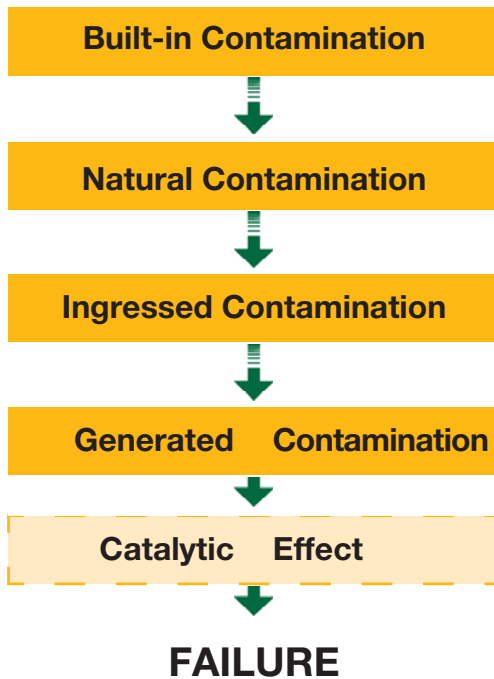 Built-in Contamination
Natural Contamination
Ingressed Contamination
Generated Contamination
Catalytic Effect
FAILURE